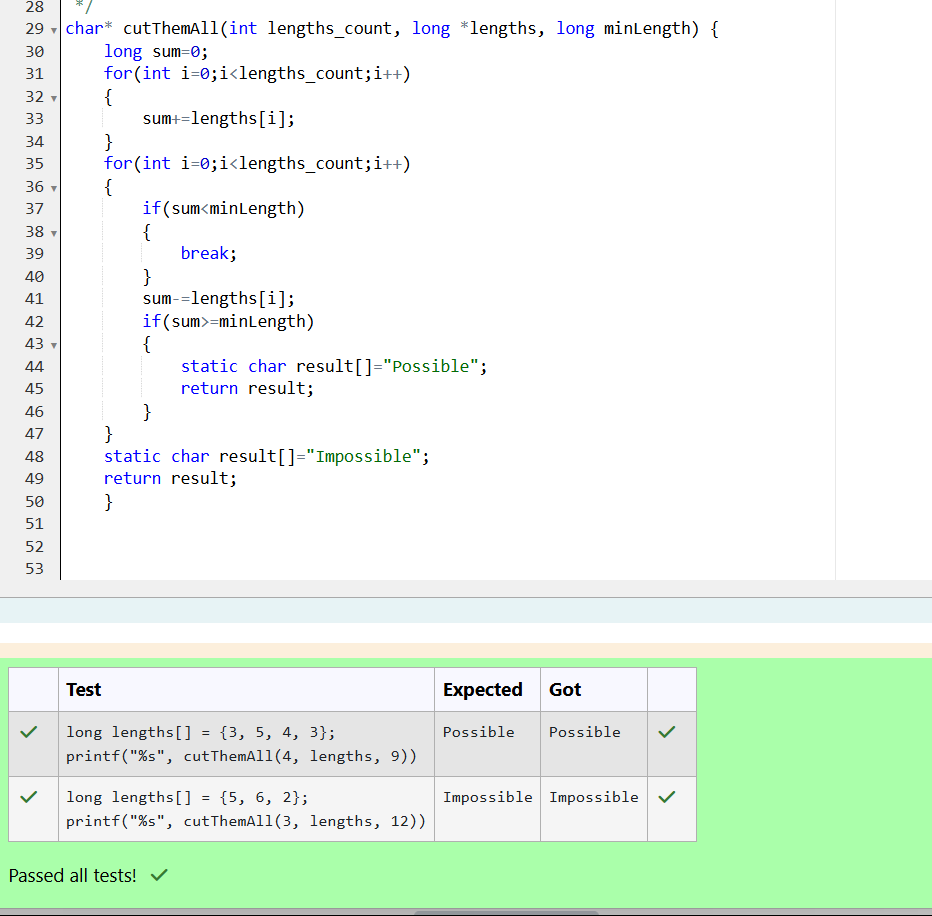 28 */
29 char* cutThemAll(int lengths_count, long *lengths, long minLength) {
30 long sum=0;
31 for(int i=0;i<lengths_count;i++)
32 {
33 sum+=lengths[i];
34 }
35 for(int i=0;i<lengths_count;i++)
36 {
37 if(sum<minLength)
38 {
39 break;
40 }
41 sum-=lengths[i];
42 if(sum>=minLength)
43 {
44 static char result[]="Possible";
45 return result;
46 }
47 }
48 static char result[]="Impossible";
49 return result;
50 }
51
52
53
Test Expected Got
long lengths[] = {3, 5, 4, 3}; Possible Possible
printf("%s", cutThemAll(4, lengths, 9))
long lengths[] = {5, 6, 2}; Impossible Impossible
printf("%s", cutThemAll(3, lengths, 12))
Passed all tests!